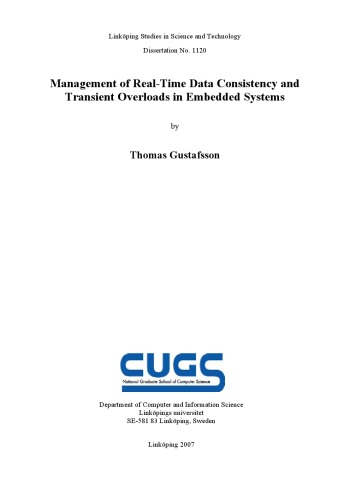 Linköping Studies in Science and Technology
Dissertation No. 1120
Management of Real-Time Data Consistency and
Transient Overloads in Embedded Systems
by
Thomas Gustafsson
CUGS
National Graduate School of Computer Science
Department of Computer and Information Science
Linköpings universitet
SE-581 83 Linköping, Sweden
Linköping 2007